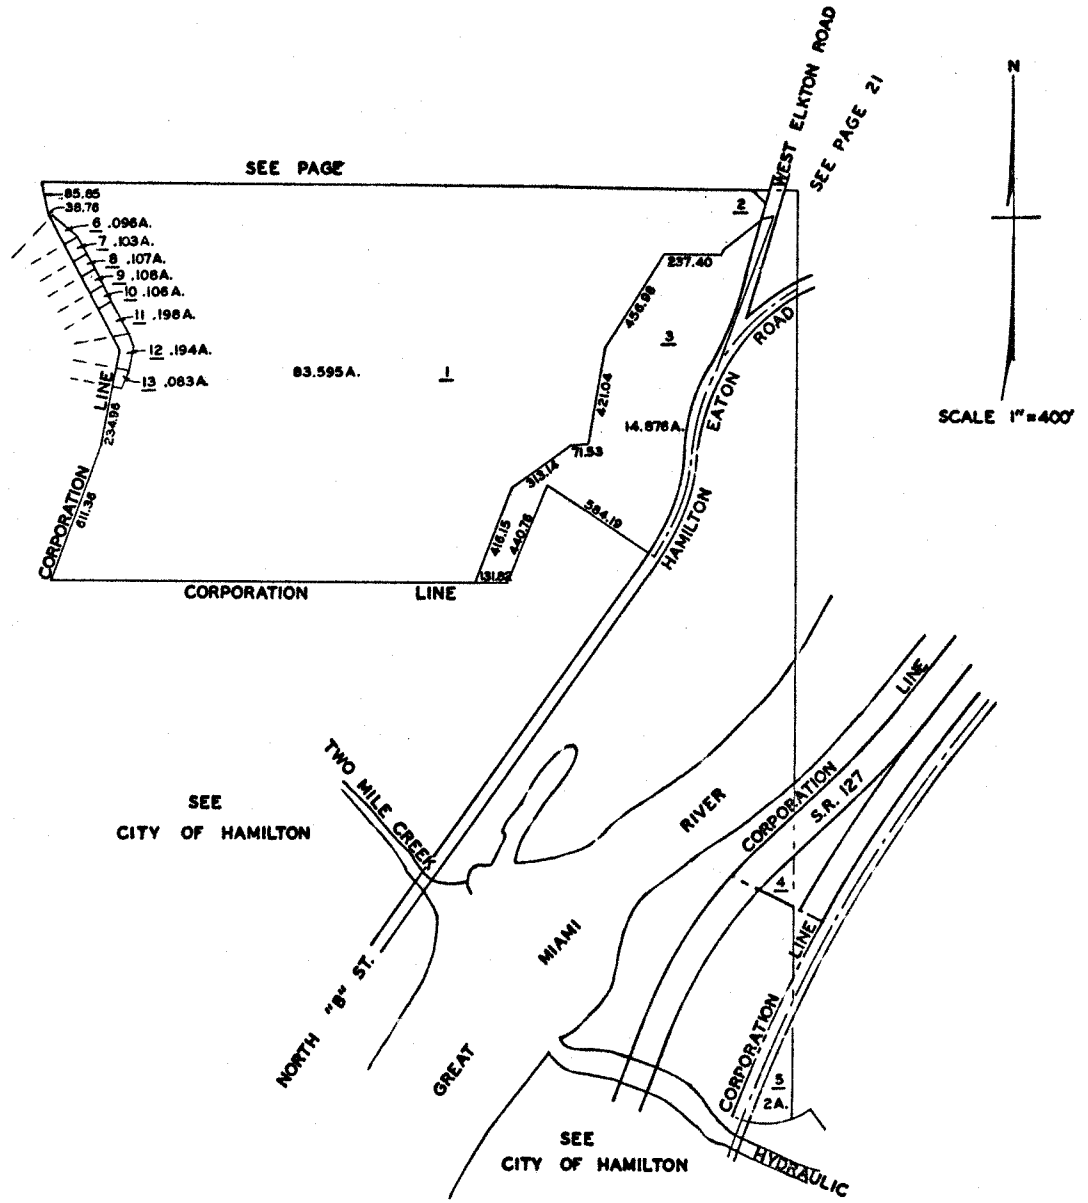 WEST ELKTON ROAD
SEE PAGE 21
N
SEE PAGE
85.85
38.76
2
6 .096A.
7 .103A.
8 .107A.
9 .108A.
10 .106A.
11 .198A.
12 .194A.
13 .083A.
237.40
456.98
3
ROAD
83.595A.
1
LINE
421.04
EATON
SCALE 1"=400'
234.96
14.876A.
71.53
313.14
CORPORATION
611.36
416.15
440.76
584.19
HAMILTON
131.82
CORPORATION LINE
LINE
TWO MILE CREEK
SEE
CITY OF HAMILTON
RIVER
CORPORATION
S.R. 127
4
MIAMI
LINE
NORTH "B" ST.
GREAT
CORPORATION
5
2A.
SEE
CITY OF HAMILTON
HYDRAULIC